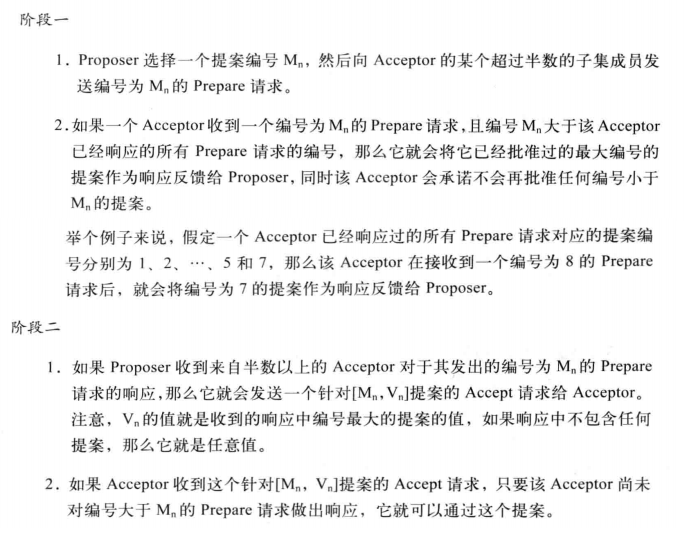 阶段一
1. Proposer 选择一个提案编号 Mn，然后向 Acceptor 的某个超过半数的子集成员发
送编号为 Mn 的 Prepare 请求。
2. 如果一个 Acceptor 收到一个编号为 Mn 的 Prepare 请求，且编号 Mn 大于该 Acceptor
已经响应的所有 Prepare 请求的编号，那么它就会将它已经批准过的最大编号的
提案作为响应反馈给 Proposer，同时该 Acceptor 会承诺不会再批准任何编号小于
Mn 的提案。
举个例子来说，假定一个 Acceptor 已经响应过的所有 Prepare 请求对应的提案编
号分别为 1、2、…、5 和 7，那么该 Acceptor 在接收到一个编号为 8 的 Prepare
请求后，就会将编号为 7 的提案作为响应反馈给 Proposer。
阶段二
1. 如果 Proposer 收到来自半数以上的 Acceptor 对于其发出的编号为 Mn 的 Prepare
请求的响应，那么它就会发送一个针对[Mn,Vn]提案的 Accept 请求给 Acceptor。
注意，Vn 的值就是收到的响应中编号最大的提案的值，如果响应中不包含任何
提案，那么它就是任意值。
2. 如果 Acceptor 收到这个针对[Mn, Vn]提案的 Accept 请求，只要该 Acceptor 尚未
对编号大于 Mn 的 Prepare 请求做出响应，它就可以通过这个提案。